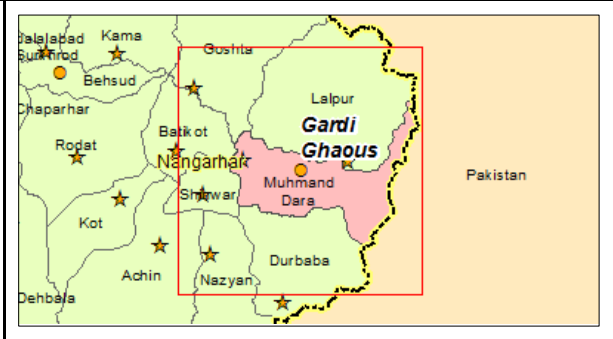 Kama
Jalalabad
Goshta
Surkhrod
Behsud
Lalpur
Chaparhar
Gardi
Ghaous
Batikot
Rodat
Nangarhar
Pakistan
Muhmand
Dara
Shinwar
Kot
Durbaba
Achin
Nazyan
Dehbala